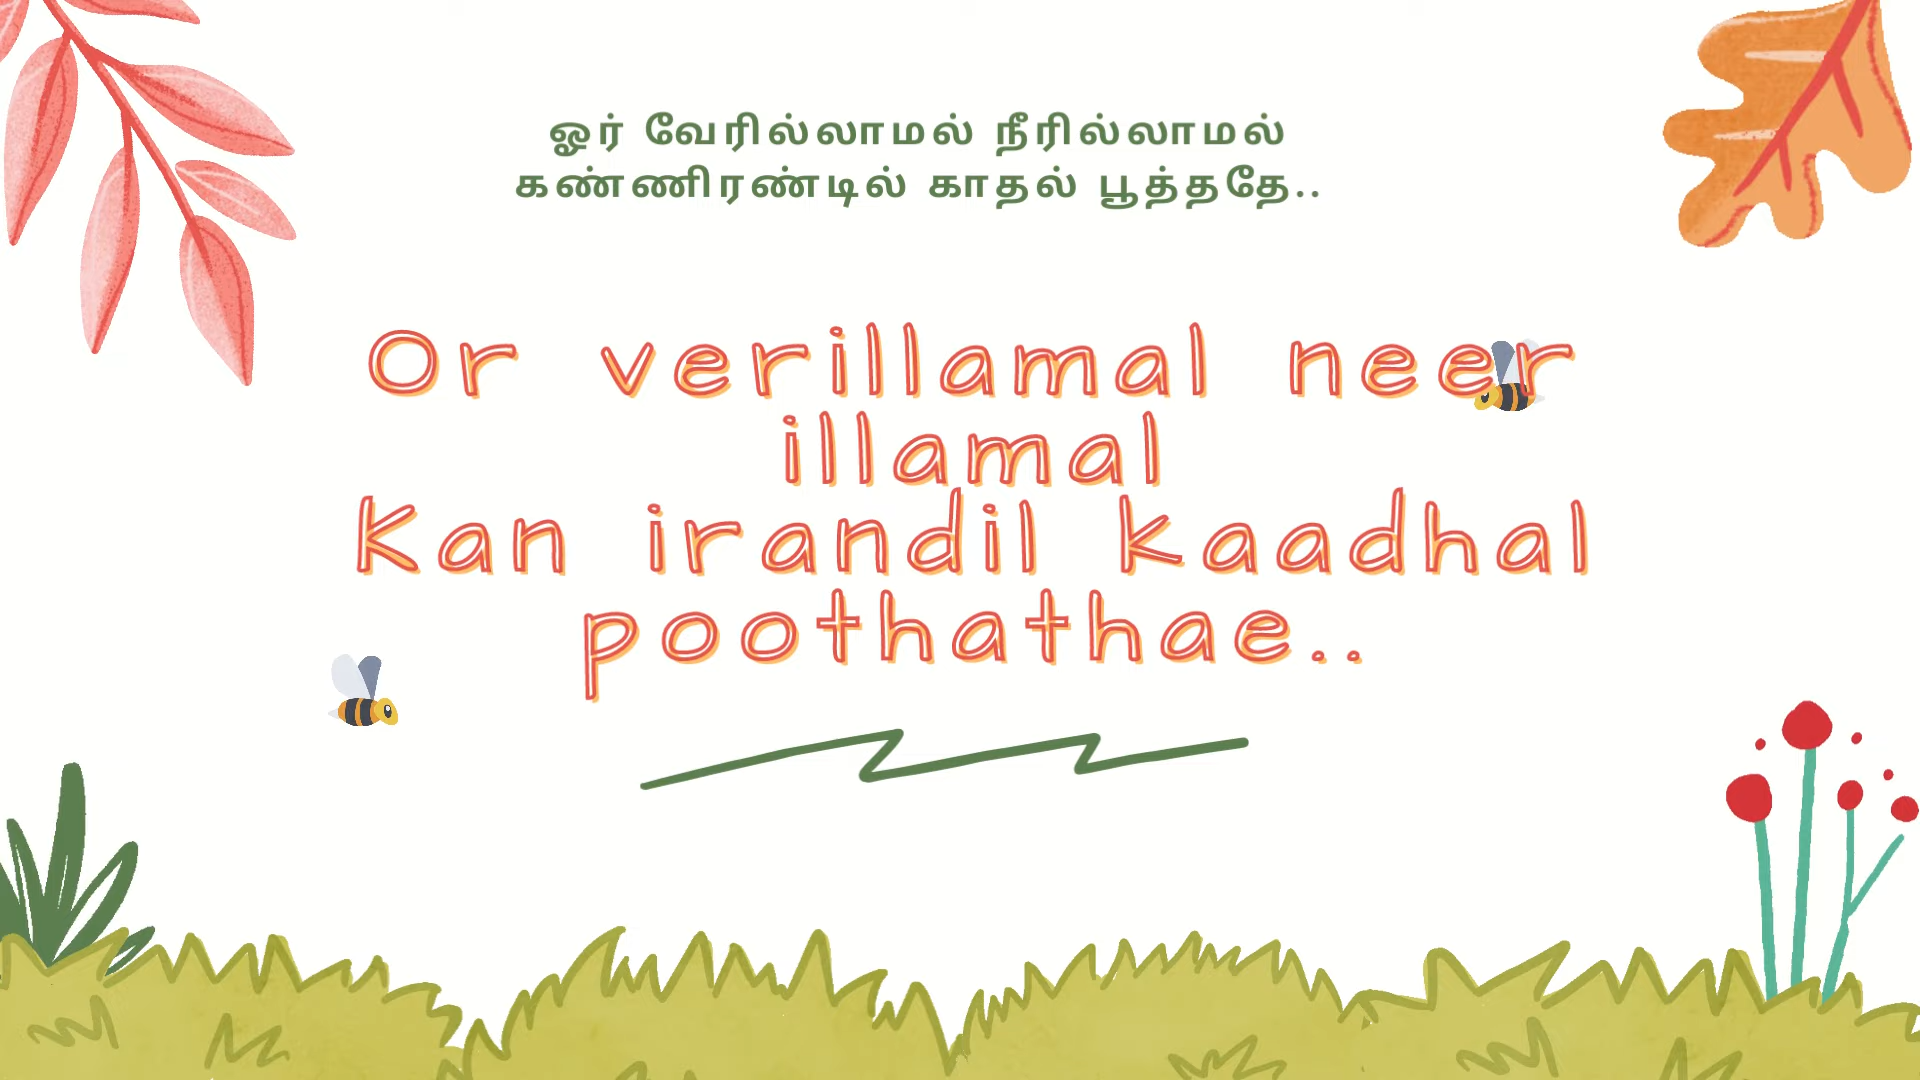 ஓர் வேரில்லாமல் நீரில்லாமல்
கண்ணிரண்டில் காதல் பூத்ததே..
Or verillamal neer
illamal
Kan irandil kaadhal
poothathae..